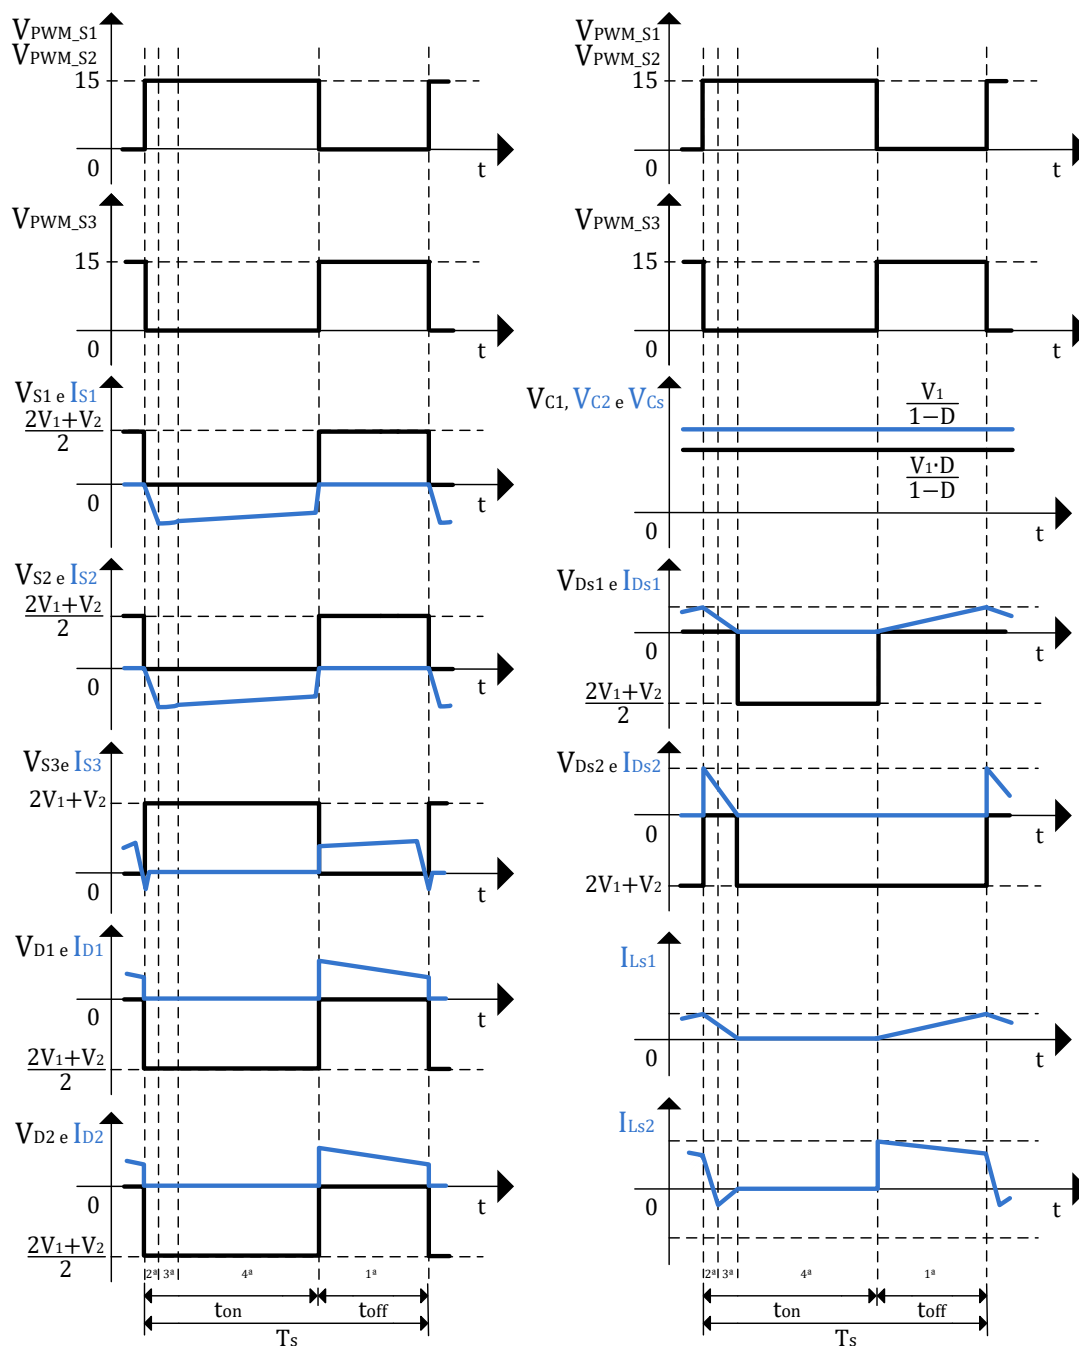 VPWM_S1
VPWM_S2
15
0
t
VPWM_S3
15
0
t
VS1 e IS1
2V1+V2
2
0
t
VS2 e IS2
2V1+V2
2
0
t
VS3e IS3
2V1+V2
0
t
VD1 e ID1
0
t
2V1+V2
2
VD2 e ID2
0
t
2V1+V2
2
2ª 3ª 4ª 1ª
ton toff
Ts
VPWM_S1
VPWM_S2
15
0
t
VPWM_S3
15
0
t
VC1, VC2 e VCs
V1
1−D
V1·D
1−D
0
t
VDs1 e IDs1
0
t
2V1+V2
2
VDs2 e IDs2
0
t
2V1+V2
ILs1
0
t
ILs2
0
t
2ª 3ª 4ª 1ª
ton toff
Ts